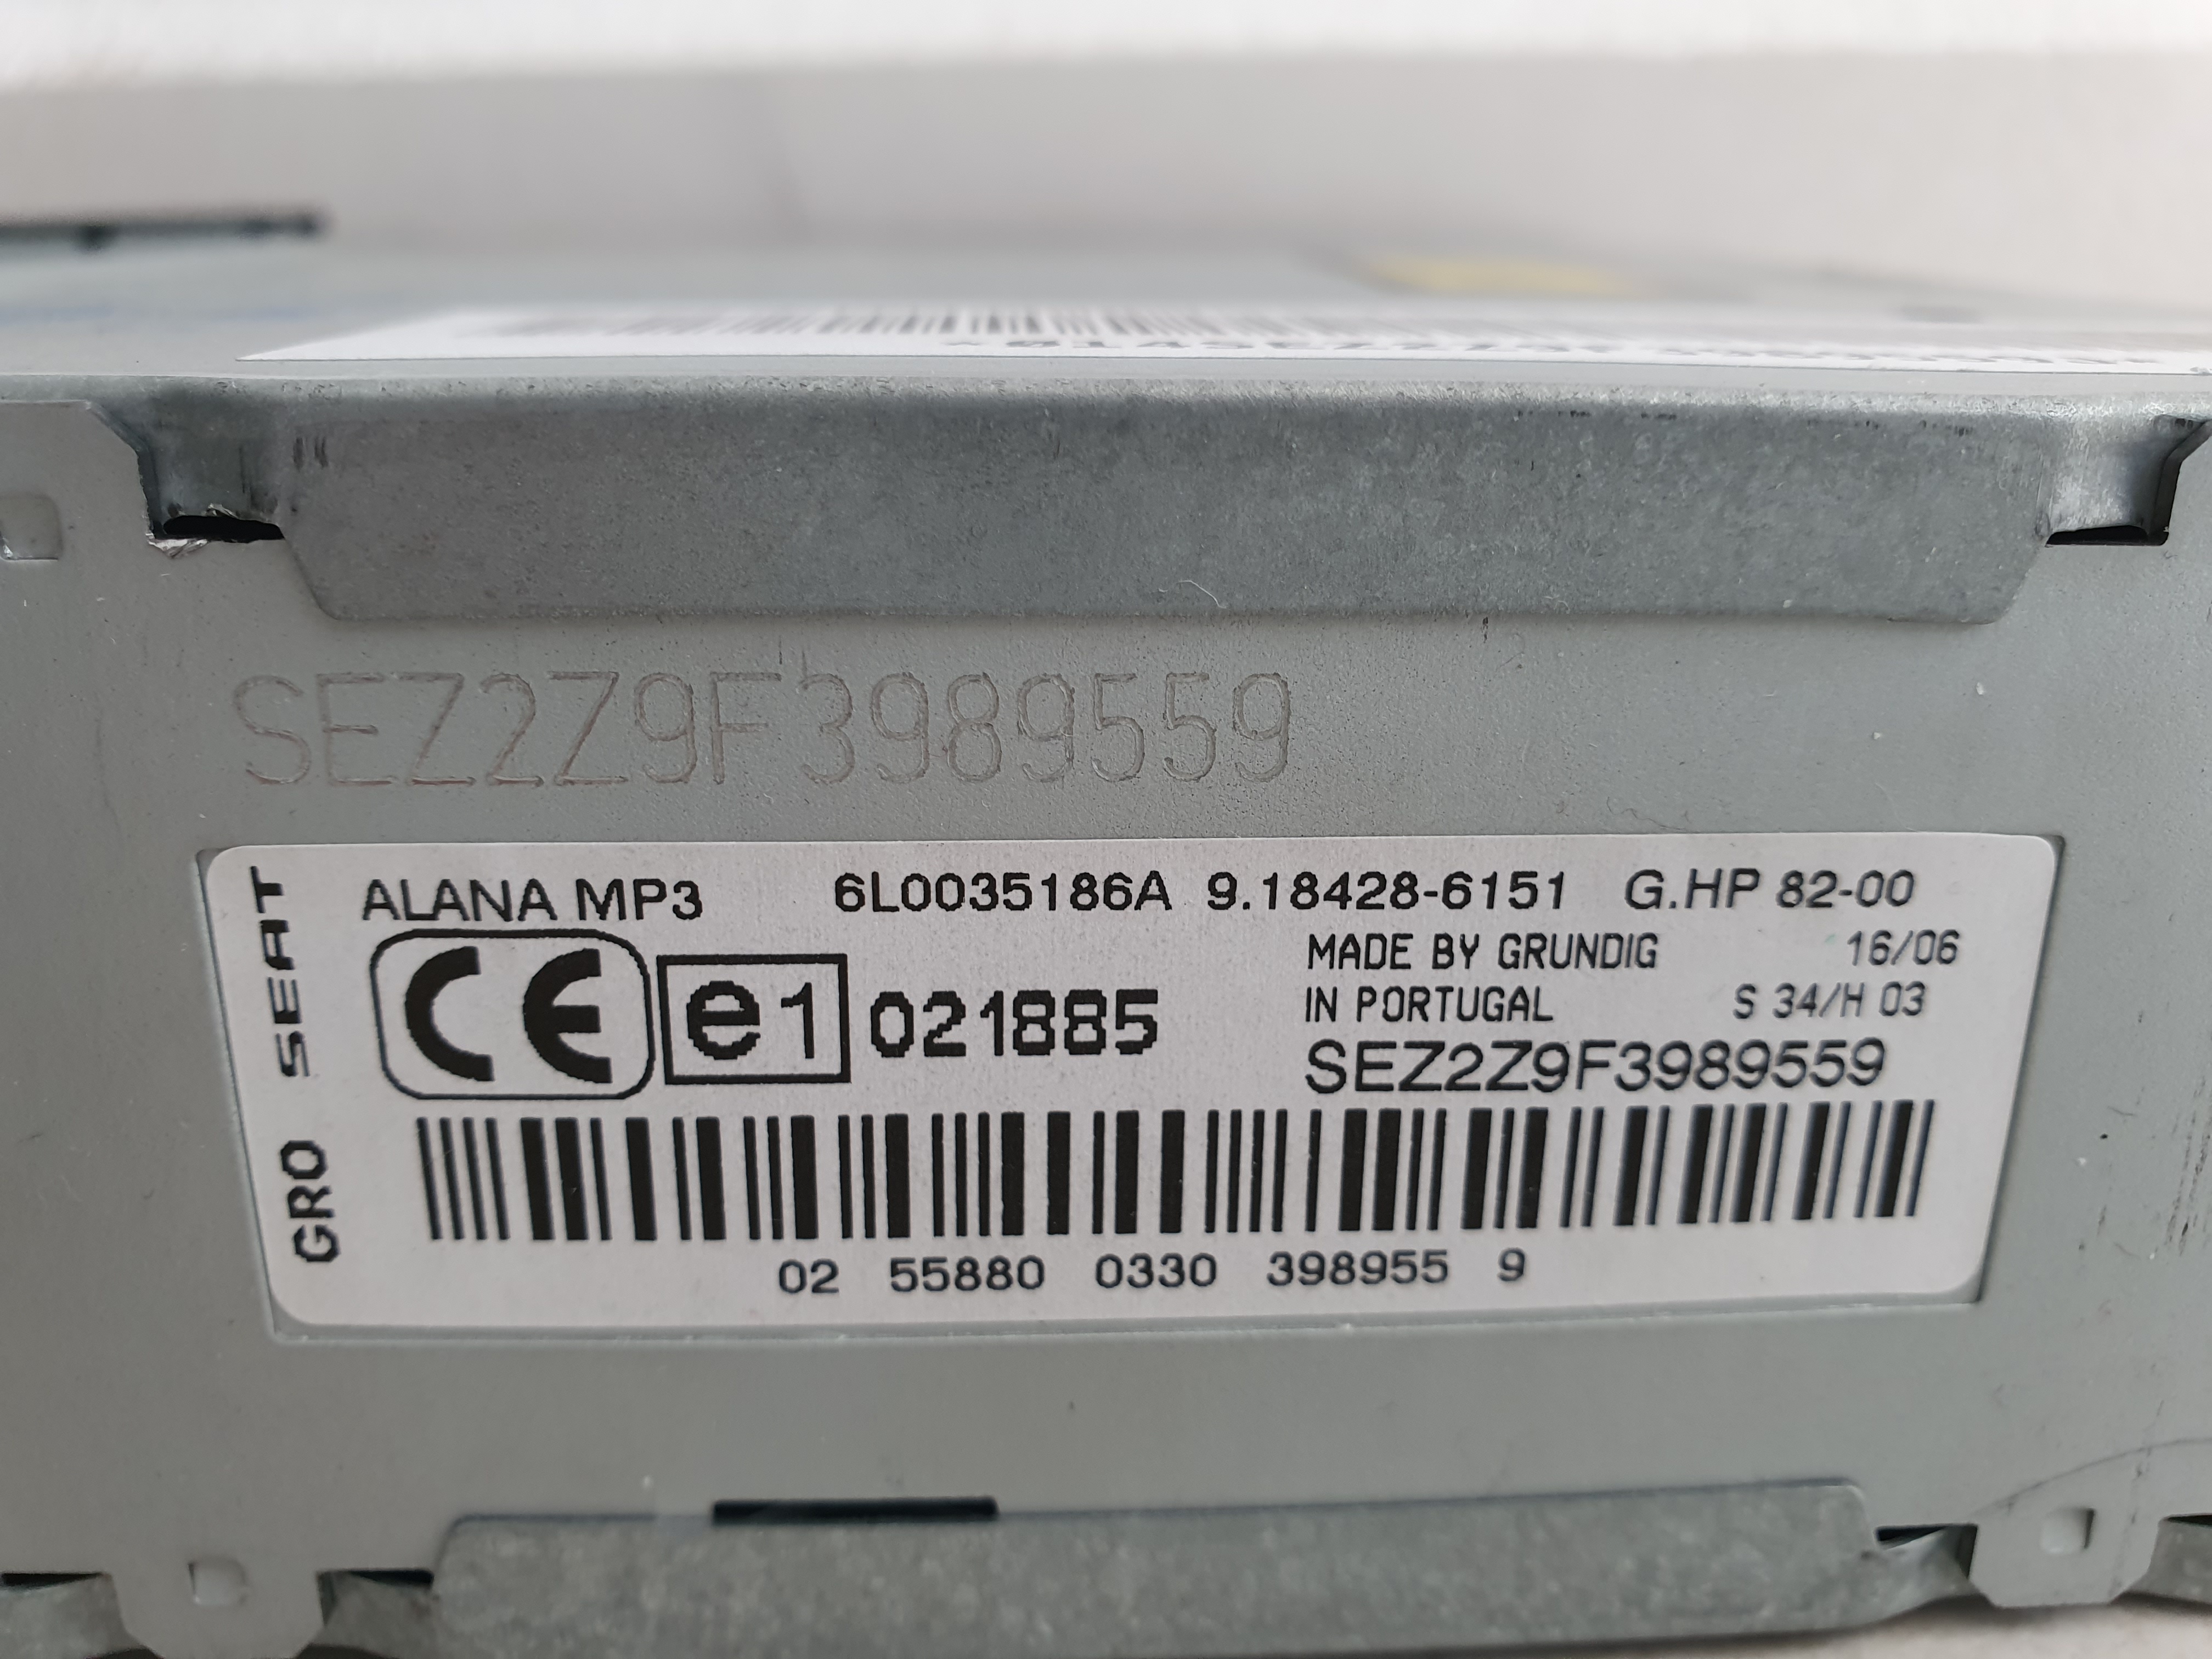 SEZ2Z9F3989559
GRO SEAT
ALANA MP3 6L0035186A 9.18428-6151 G.HP 82-00
MADE BY GRUNDIG 16/06
IN PORTUGAL S 34/H 03
CE e1 021885
SEZ2Z9F3989559
02 55880 0330 398955 9